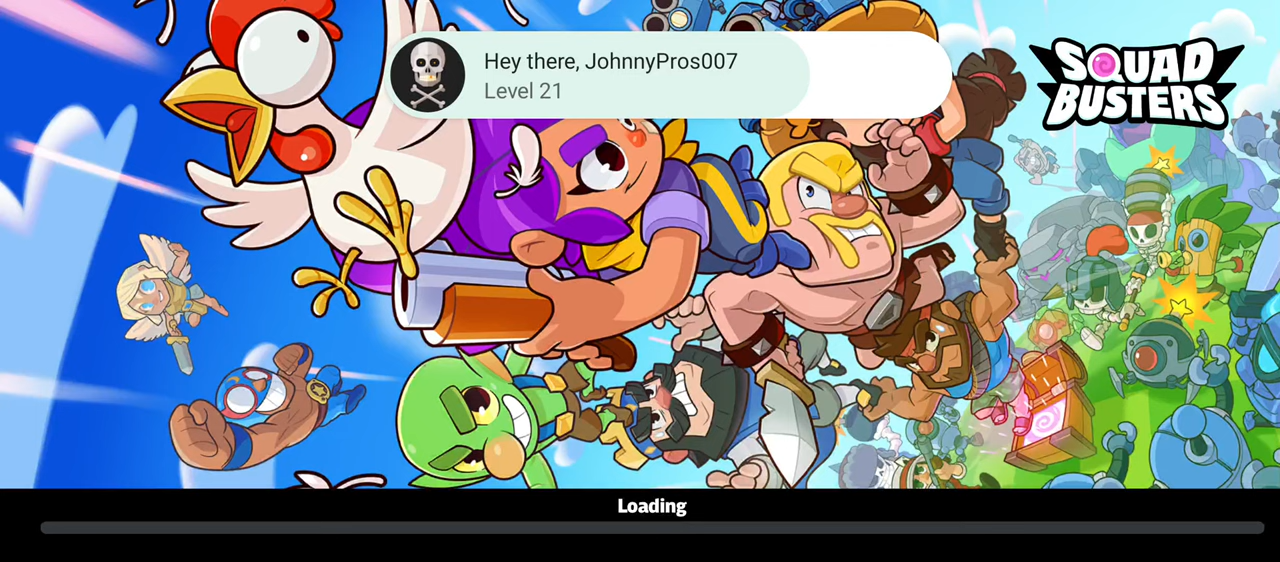 Hey there, JohnnyPros007
Level 21
SQUAD
BUSTERS
Loading